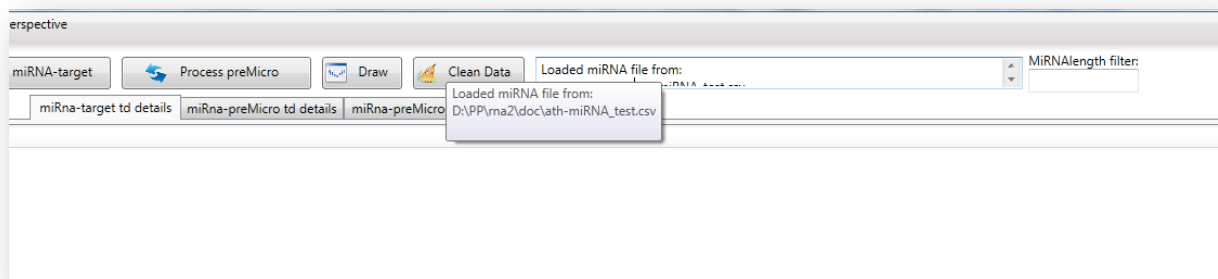 erspective
miRNA-target
Process preMicro
Draw
Clean Data
Loaded miRNA file from:
MiRNAlength filter:
miRna-target td details
miRna-preMicro td details
miRna-preMicro
Loaded miRNA file from:
D:\PP\rna2\doc\ath-miRNA_test.csv